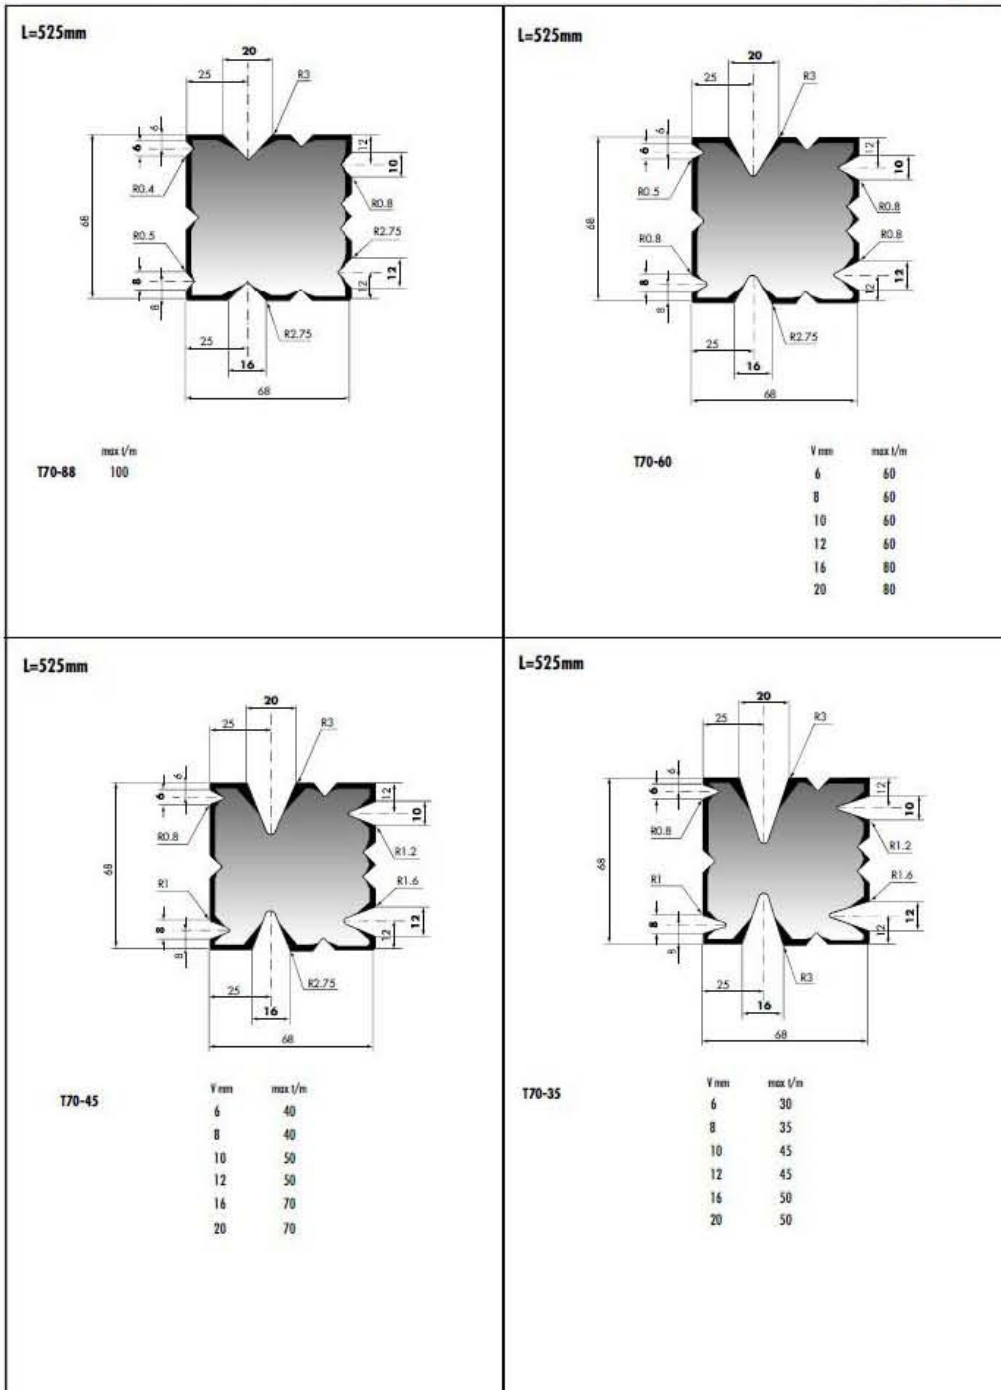 L=525mm
20
25
R3
6
6
12
10
R0.4
R0.8
68
R0.5
R2.75
8
8
12
12
R2.75
25
16
68
max t/m
T70-88 100
L=525mm
20
25
R3
6
6
12
10
R0.5
R0.8
68
R0.8
R0.8
8
8
12
12
R2.75
25
16
68
T70-60
V mm max t/m
6 60
8 60
10 60
12 60
16 80
20 80
L=525mm
20
25
R3
6
6
12
10
R0.8
R1.2
68
R1
R1.6
8
8
12
12
R2.75
25
16
68
T70-45
V mm max t/m
6 40
8 40
10 50
12 50
16 70
20 70
L=525mm
20
25
R3
6
6
12
10
R0.8
R1.2
68
R1
R1.6
8
8
12
12
R3
25
16
68
T70-35
V mm max t/m
6 30
8 35
10 45
12 45
16 50
20 50